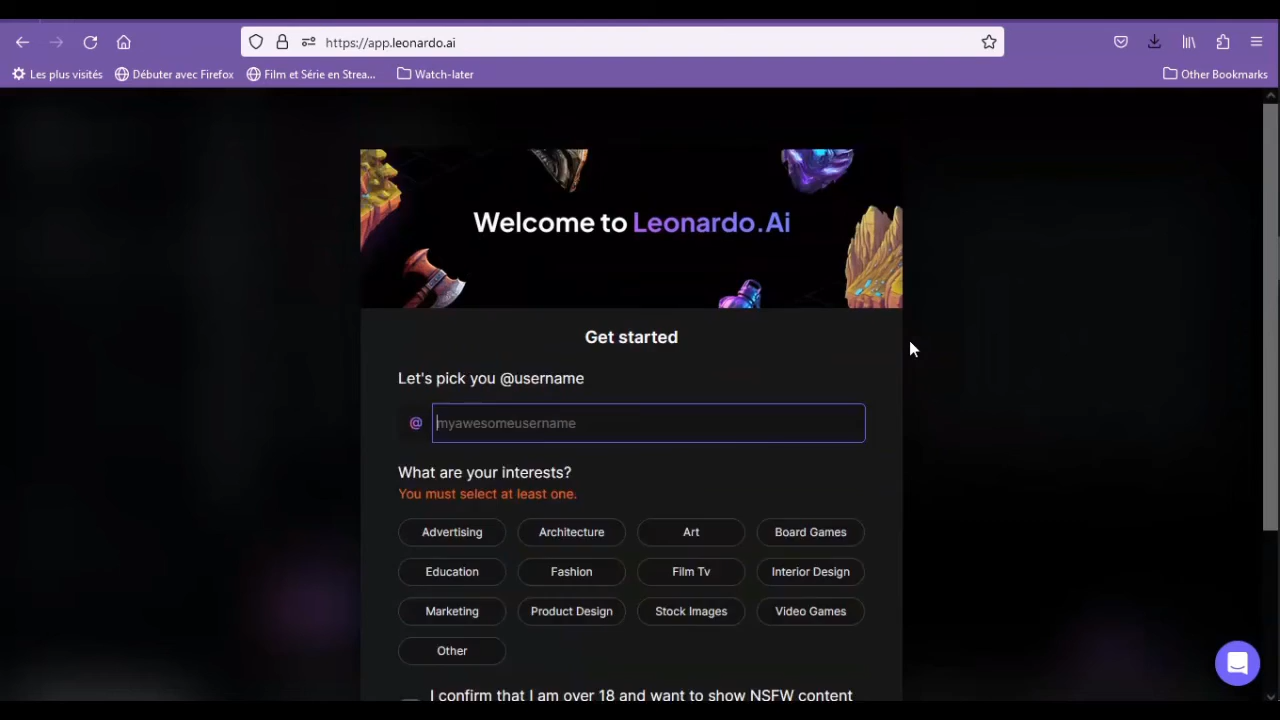 https://app.leonardo.ai
Les plus visités
Débuter avec Firefox
Film et Série en Strea...
Watch-later
Other Bookmarks
Welcome to Leonardo.Ai
Get started
Let's pick you @username
@ myawesomeusername
What are your interests?
You must select at least one.
Advertising Architecture Art Board Games
Education Fashion Film Tv Interior Design
Marketing Product Design Stock Images Video Games
Other
I confirm that I am over 18 and want to show NSFW content